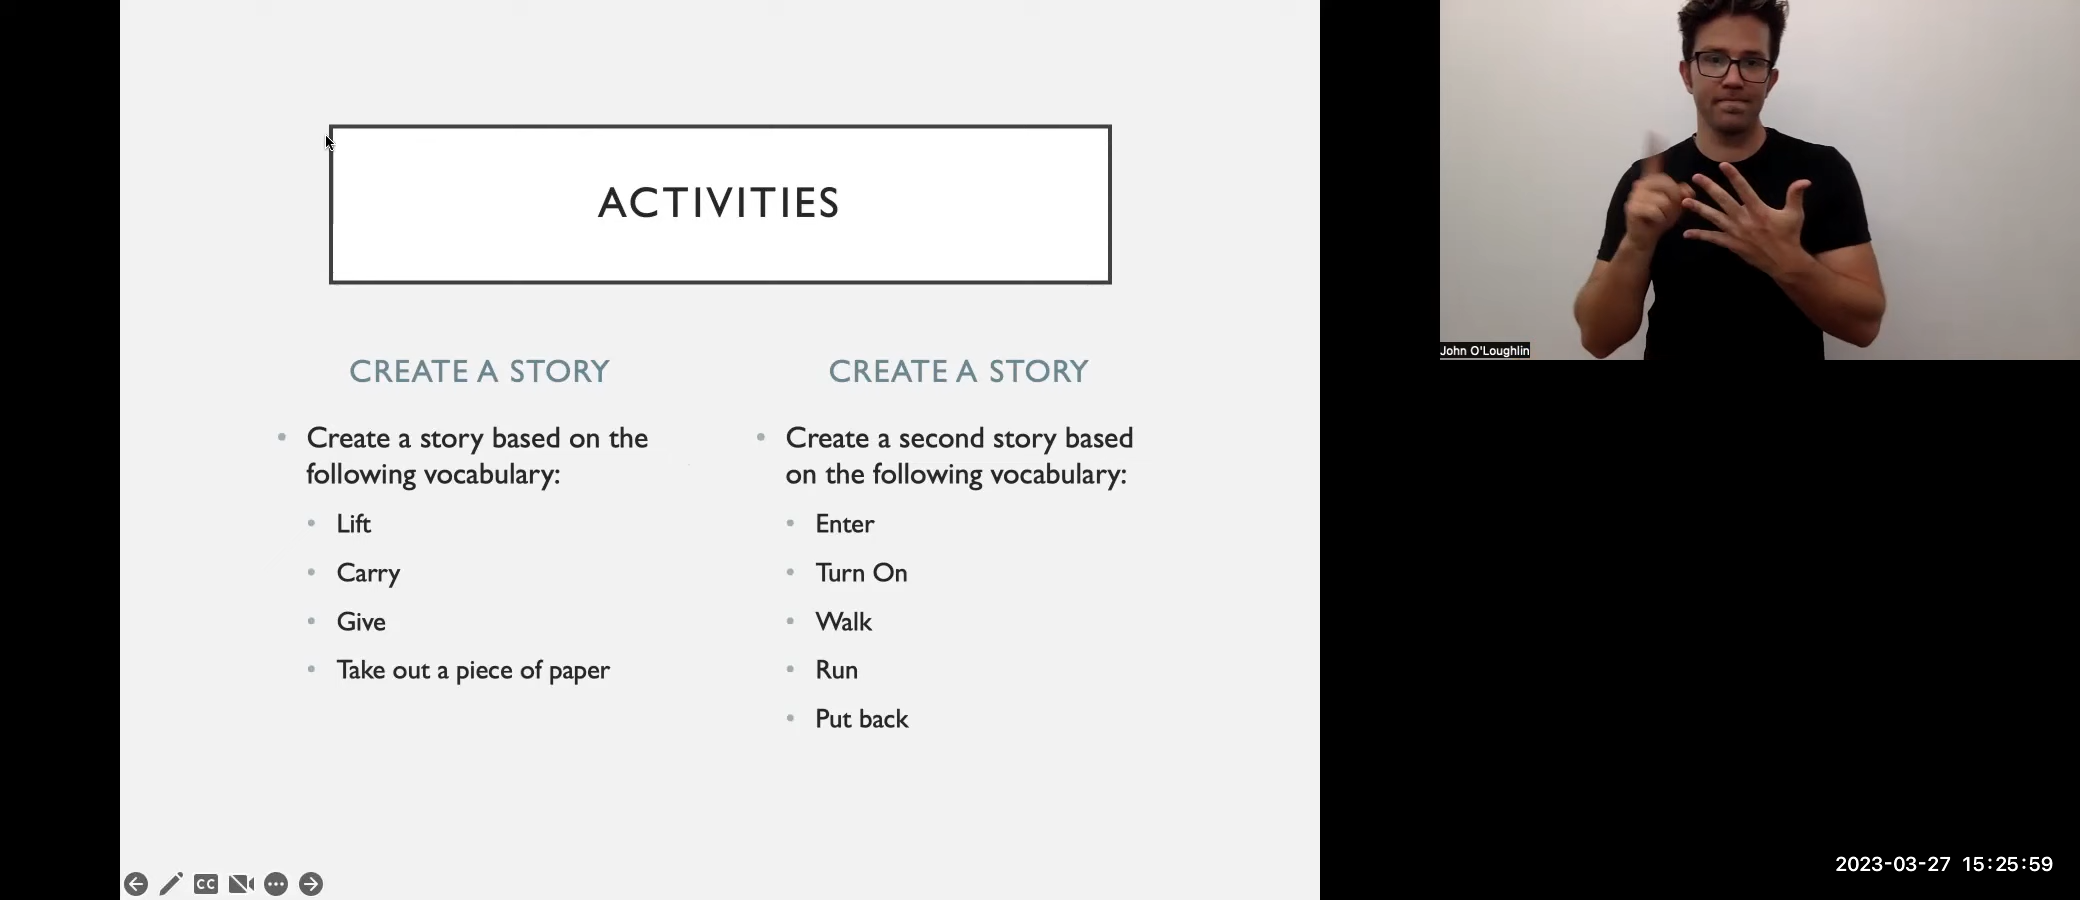 ACTIVITIES
CREATE A STORY
Create a story based on the
following vocabulary:
Lift
Carry
Give
Take out a piece of paper
CREATE A STORY
Create a second story based
on the following vocabulary:
Enter
Turn On
Walk
Run
Put back
CC
John O'Loughlin
2023-03-27 15:25:59